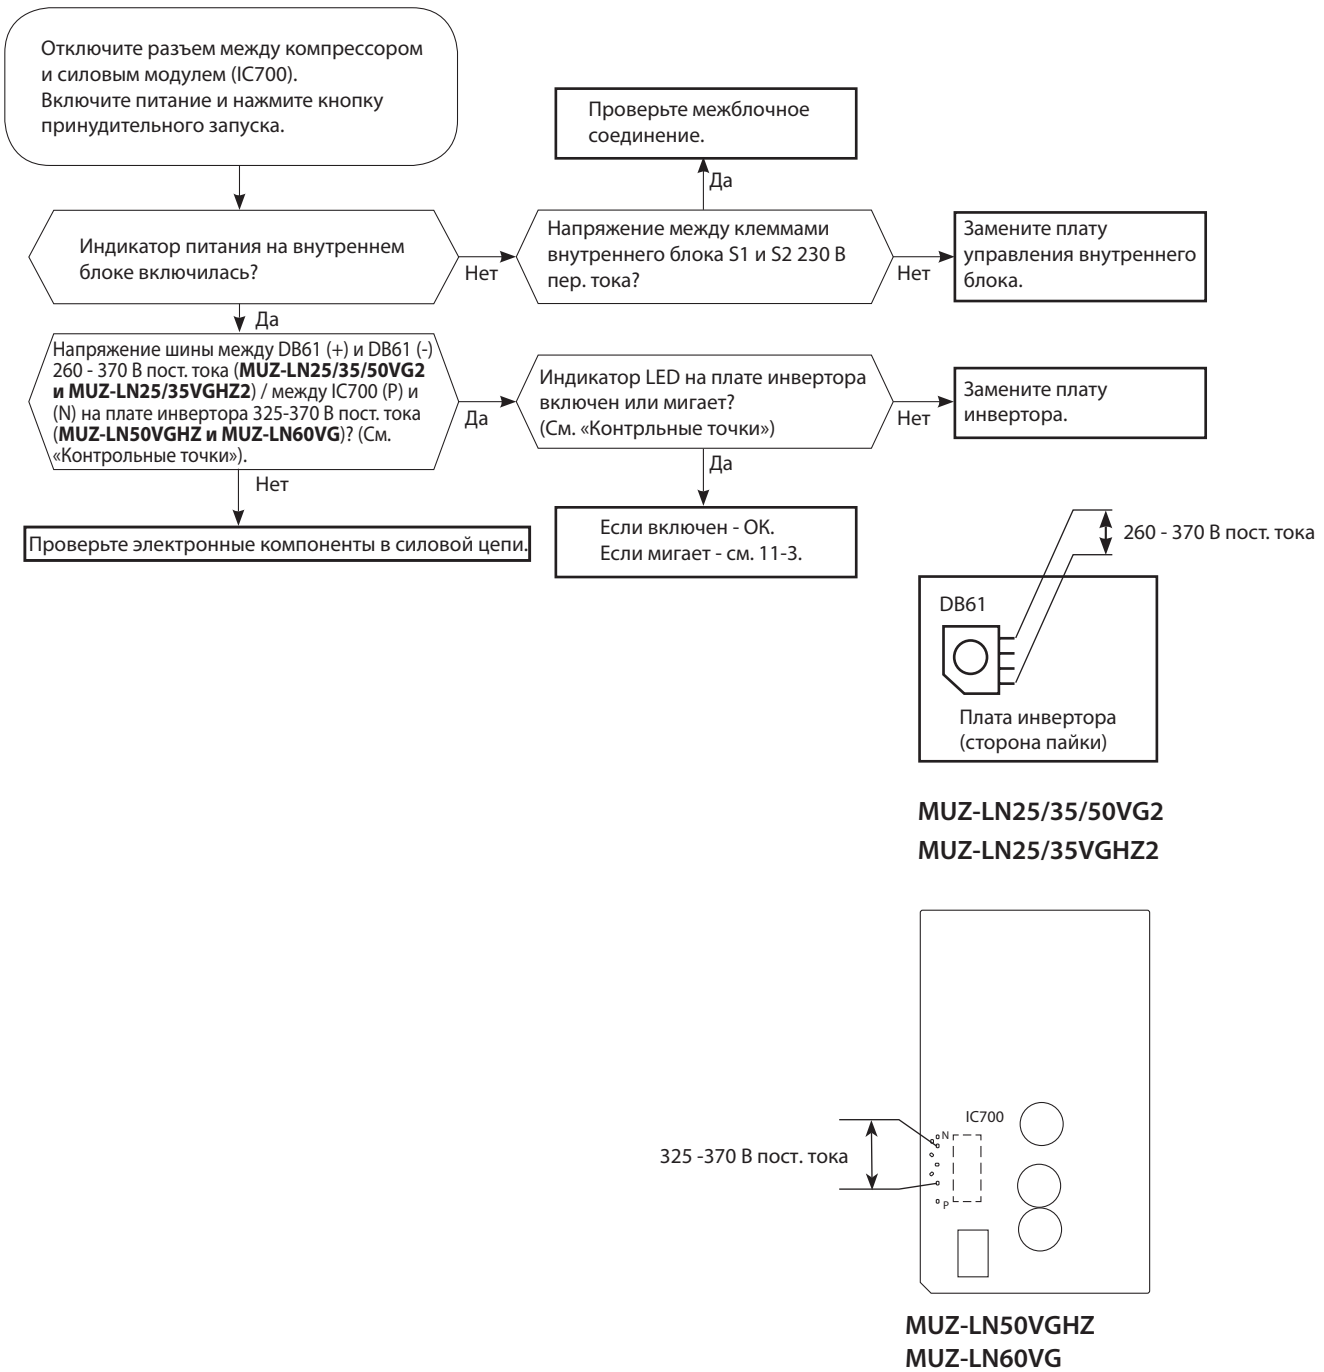 Отключите разъем между компрессором
и силовым модулем (IC700).
Включите питание и нажмите кнопку
принудительного запуска.
Проверьте межблочное
соединение.
Да
Индикатор питания на внутреннем
блоке включилась?
Нет
Напряжение между клеммами
внутреннего блока S1 и S2 230 В
пер. тока?
Нет
Замените плату
управления внутреннего
блока.
Да
Напряжение шины между DB61 (+) и DB61 (-)
260 - 370 В пост. тока (MUZ-LN25/35/50VG2
и MUZ-LN25/35VGHZ2) / между IC700 (P) и
(N) на плате инвертора 325-370 В пост. тока
(MUZ-LN50VGHZ и MUZ-LN60VG)? (См.
«Контрольные точки»).
Да
Индикатор LED на плате инвертора
включен или мигает?
(См. «Контрльные точки»)
Нет
Замените плату
инвертора.
Нет
Да
Проверьте электронные компоненты в силовой цепи.
Если включен - OK.
Если мигает - см. 11-3.
260 - 370 В пост. тока
DB61
Плата инвертора
(сторона пайки)
MUZ-LN25/35/50VG2
MUZ-LN25/35VGHZ2
IC700
N
325 -370 В пост. тока
P
MUZ-LN50VGHZ
MUZ-LN60VG